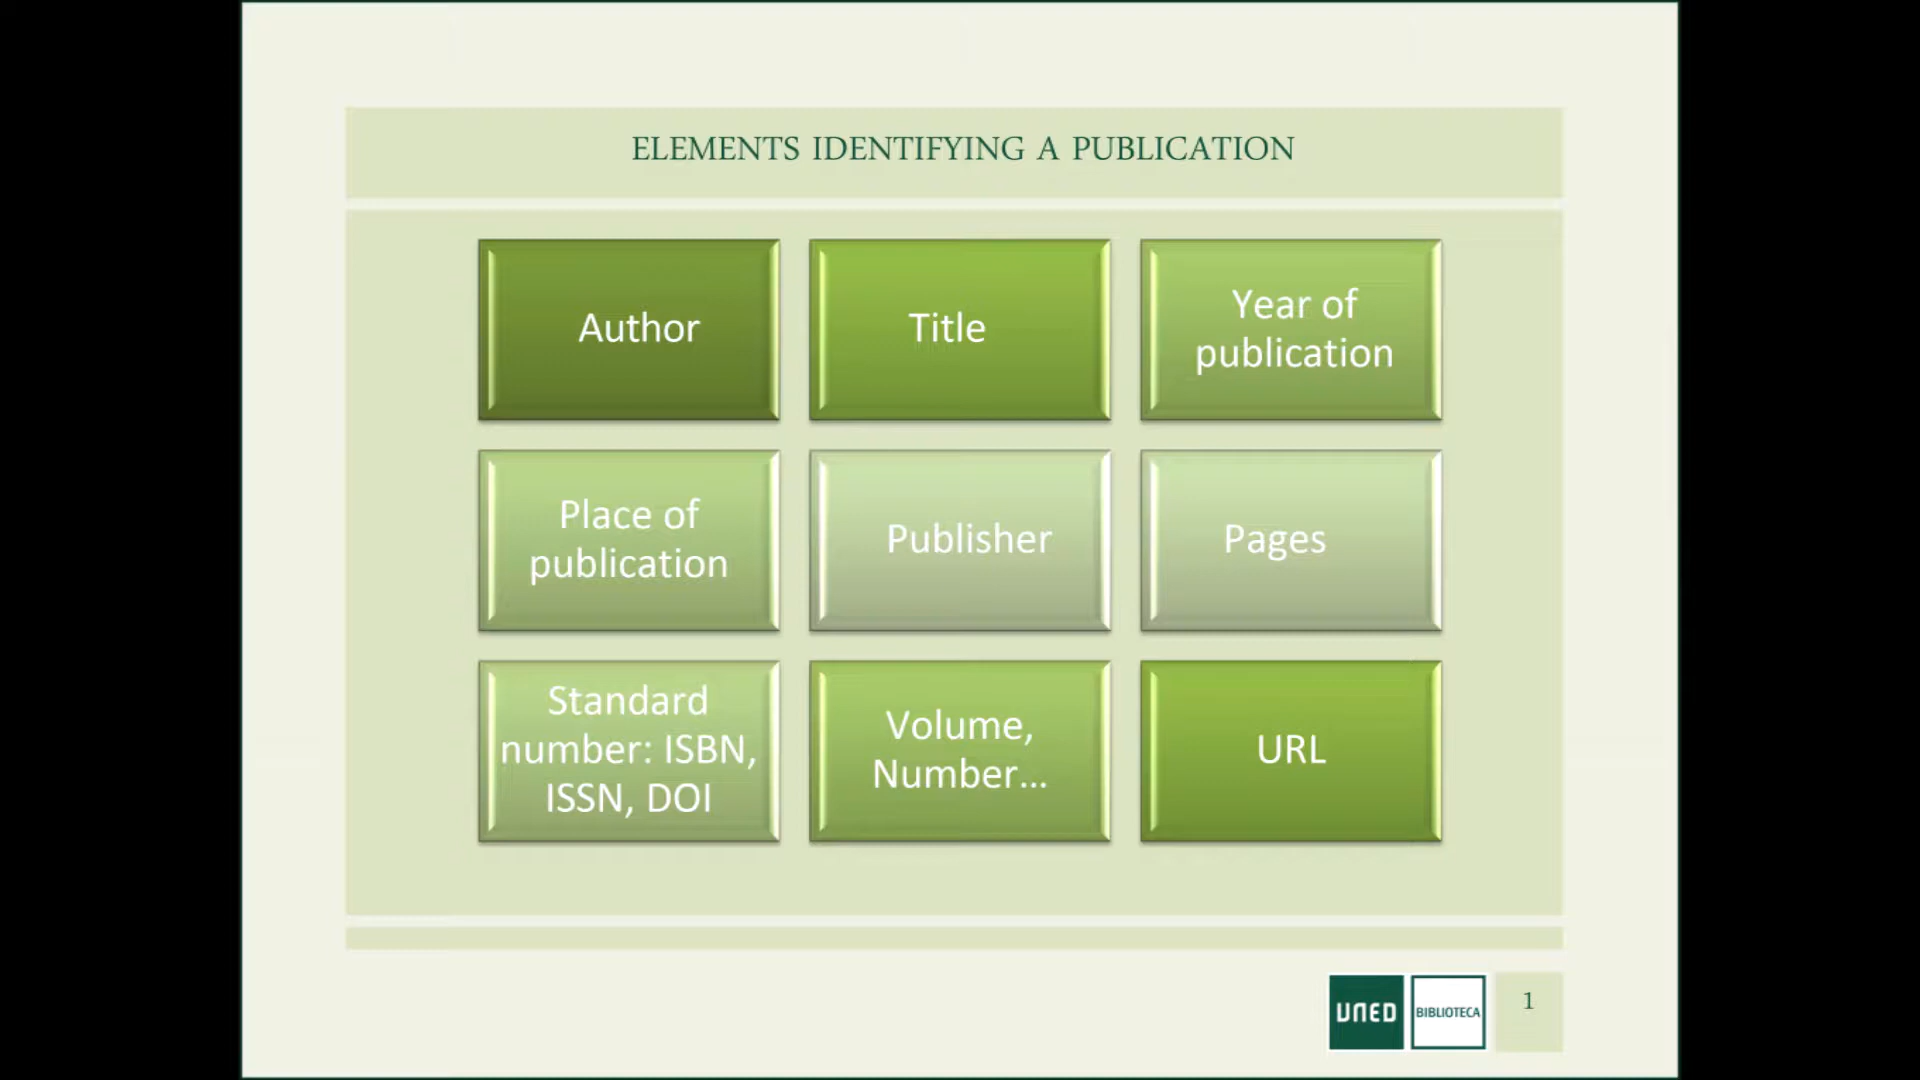 ELEMENTS IDENTIFYING A PUBLICATION
Author
Title
Year of
publication
Place of
publication
Publisher
Pages
Standard
number: ISBN,
ISSN, DOI
Volume,
Number...
URL
UNED
BIBLIOTECA
1